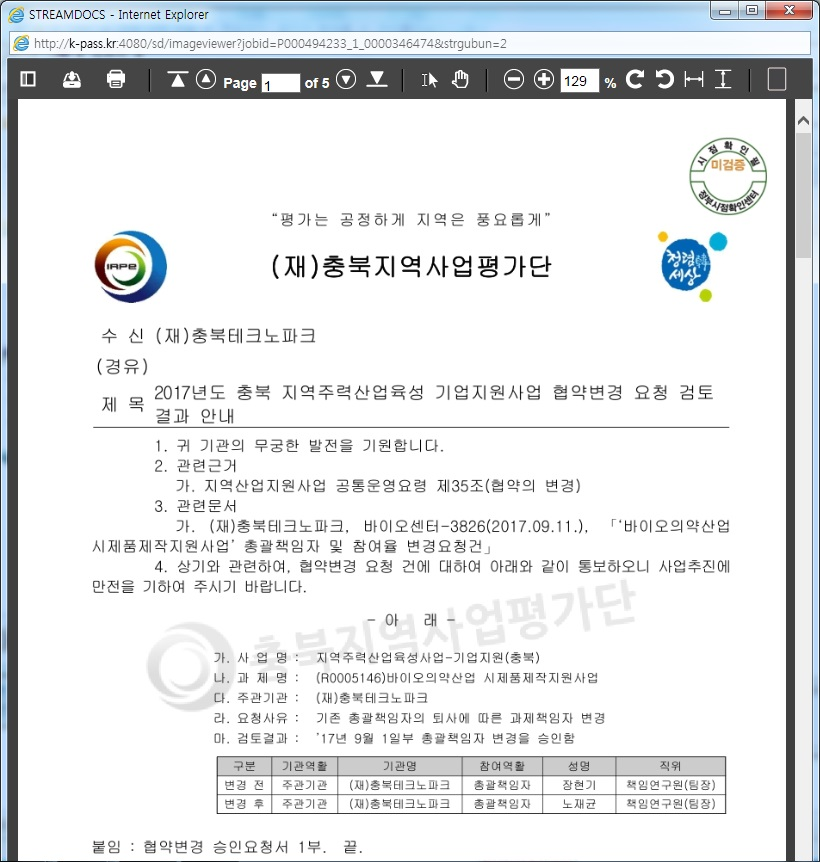 STREAMDOCS - Internet Explorer
http://k-pass.kr:4080/sd/imageviewer?jobid=P000494233_1_0000346474&strgubun=2
Page 1 of 5 129 %
시점확인필
미검증
정부시점확인센터
“평가는 공정하게 지역은 풍요롭게”
IRPE
(재)충북지역사업평가단
청렴韓세상
수 신 (재)충북테크노파크
(경유)
제 목 2017년도 충북 지역주력산업육성 기업지원사업 협약변경 요청 검토
결과 안내
1. 귀 기관의 무궁한 발전을 기원합니다.
2. 관련근거
가. 지역산업지원사업 공통운영요령 제35조(협약의 변경)
3. 관련문서
가. (재)충북테크노파크, 바이오센터-3826(2017.09.11.), 「‘바이오의약산업
시제품제작지원사업’ 총괄책임자 및 참여율 변경요청건」
4. 상기와 관련하여, 협약변경 요청 건에 대하여 아래와 같이 통보하오니 사업추진에
만전을 기하여 주시기 바랍니다.
- 아 래 -
충북지역사업평가단
가. 사 업 명 : 지역주력산업육성사업-기업지원(충북)
나. 과 제 명 : (R0005146)바이오의약산업 시제품제작지원사업
다. 주관기관 : (재)충북테크노파크
라. 요청사유 : 기존 총괄책임자의 퇴사에 따른 과제책임자 변경
마. 검토결과 : ’17년 9월 1일부 총괄책임자 변경을 승인함
구분 기관역활 기관명 참여역활 성명 직위
변경 전 주관기관 (재)충북테크노파크 총괄책임자 장현기 책임연구원(팀장)
변경 후 주관기관 (재)충북테크노파크 총괄책임자 노재균 책임연구원(팀장)
붙임 : 협약변경 승인요청서 1부. 끝.